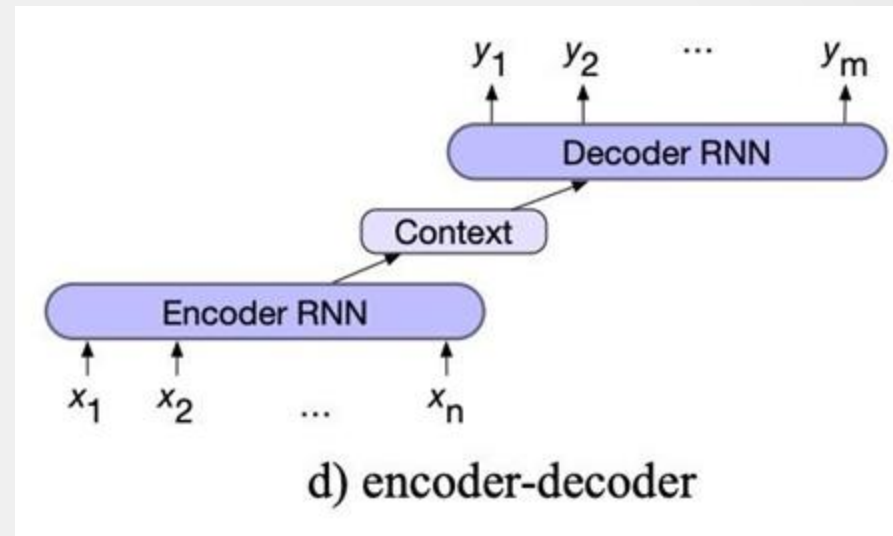 y1 y2 ... ym
Decoder RNN
Context
Encoder RNN
x1 x2 ... xn
d) encoder-decoder